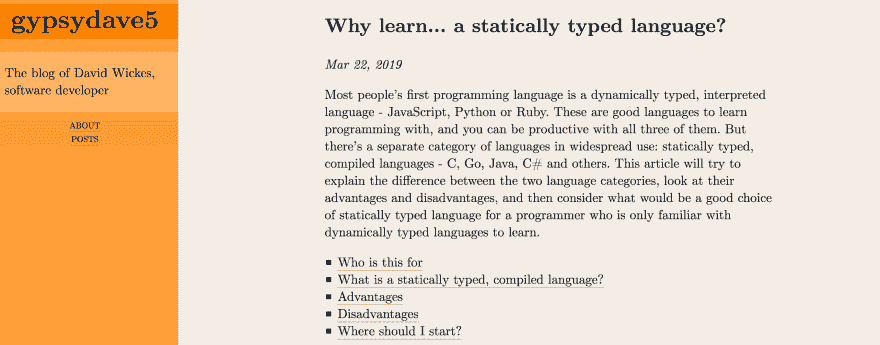 gypsydave5
The blog of David Wickes,
software developer
ABOUT
POSTS
Why learn... a statically typed language?
Mar 22, 2019
Most people's first programming language is a dynamically typed, interpreted
language - JavaScript, Python or Ruby. These are good languages to learn
programming with, and you can be productive with all three of them. But
there's a separate category of languages in widespread use: statically typed,
compiled languages - C, Go, Java, C# and others. This article will try to
explain the difference between the two language categories, look at their
advantages and disadvantages, and then consider what would be a good choice
of statically typed language for a programmer who is only familiar with
dynamically typed languages to learn.
Who is this for
What is a statically typed, compiled language?
Advantages
Disadvantages
Where should I start?